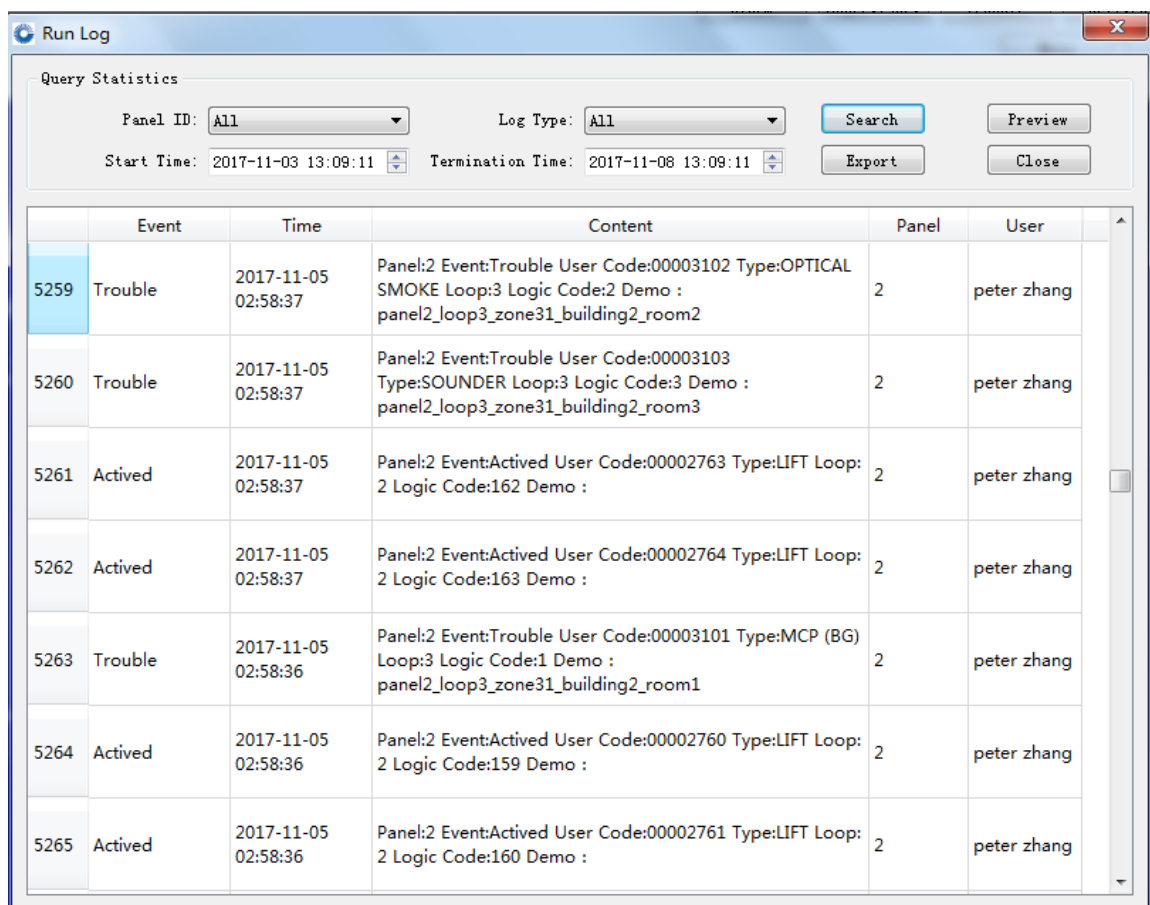 Run Log
Query Statistics
Panel ID: All Log Type: All Search Preview
Start Time: 2017-11-03 13:09:11 Termination Time: 2017-11-08 13:09:11 Export Close
Event Time Content Panel User
5259 Trouble 2017-11-05 02:58:37
Panel:2 Event:Trouble User Code:00003102 Type:OPTICAL
SMOKE Loop:3 Logic Code:2 Demo :
panel2_loop3_zone31_building2_room2
2 peter zhang
5260 Trouble 2017-11-05 02:58:37
Panel:2 Event:Trouble User Code:00003103
Type:SOUNDER Loop:3 Logic Code:3 Demo :
panel2_loop3_zone31_building2_room3
2 peter zhang
5261 Actived 2017-11-05 02:58:37
Panel:2 Event:Actived User Code:00002763 Type:LIFT Loop:
2 Logic Code:162 Demo :
2 peter zhang
5262 Actived 2017-11-05 02:58:37
Panel:2 Event:Actived User Code:00002764 Type:LIFT Loop:
2 Logic Code:163 Demo :
2 peter zhang
5263 Trouble 2017-11-05 02:58:36
Panel:2 Event:Trouble User Code:00003101 Type:MCP (BG)
Loop:3 Logic Code:1 Demo :
panel2_loop3_zone31_building2_room1
2 peter zhang
5264 Actived 2017-11-05 02:58:36
Panel:2 Event:Actived User Code:00002760 Type:LIFT Loop:
2 Logic Code:159 Demo :
2 peter zhang
5265 Actived 2017-11-05 02:58:36
Panel:2 Event:Actived User Code:00002761 Type:LIFT Loop:
2 Logic Code:160 Demo :
2 peter zhang